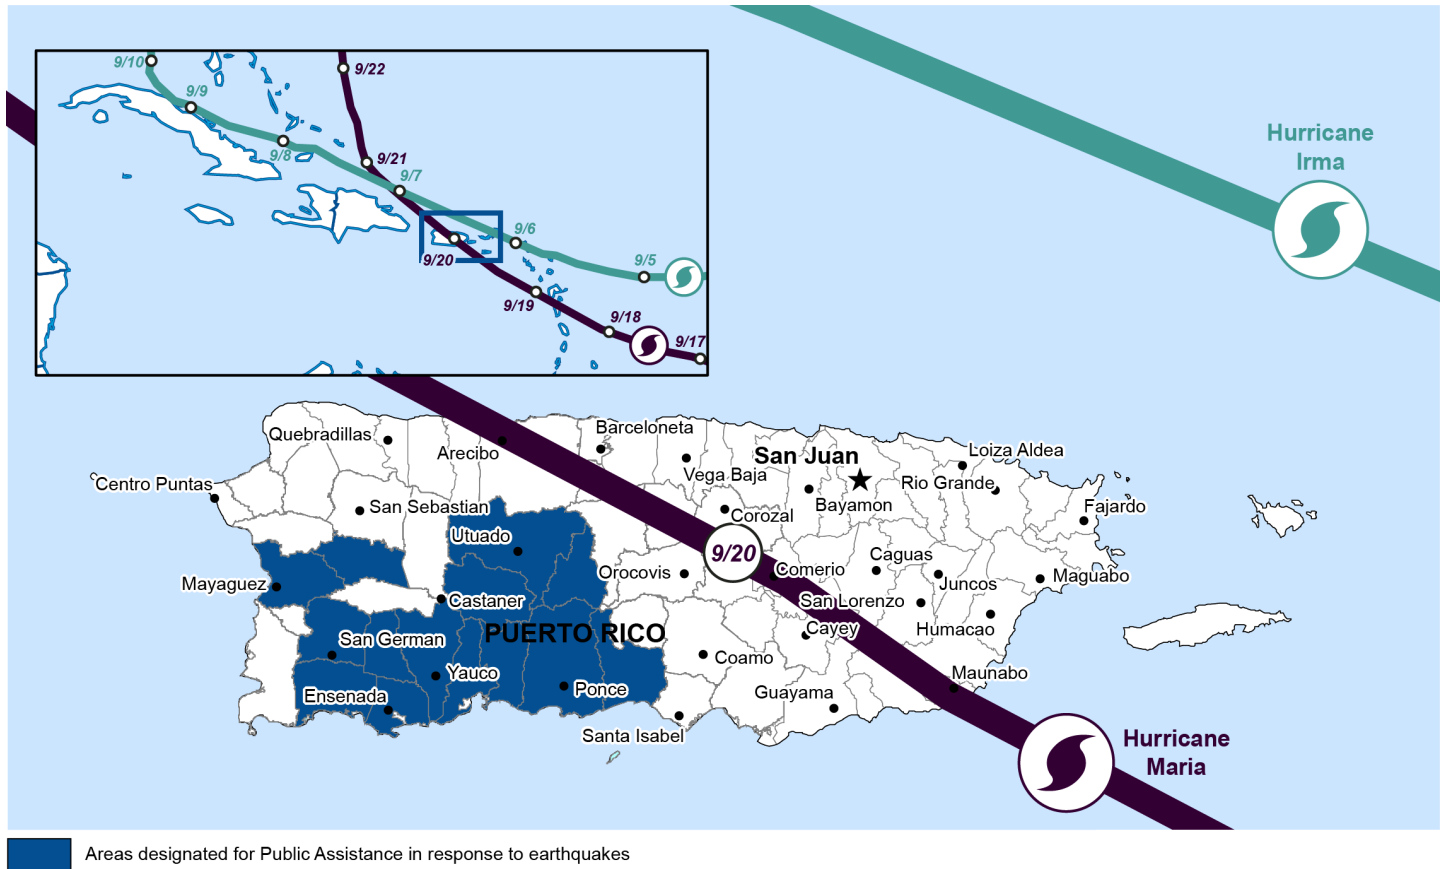 9/10
9/22
9/9
9/8
9/21
9/7
9/6
9/20
9/5
9/19
9/18
9/17
Hurricane
Irma
Quebradillas
Arecibo
Barceloneta
San Juan
Loiza Aldea
Vega Baja
Rio Grande
Centro Puntas
San Sebastian
Corozal
Bayamon
Fajardo
Utuado
9/20
Caguas
Mayaguez
Orocovis
Comerio
Juncos
Maguabo
Castaner
San Lorenzo
PUERTO RICO
San German
Cayey
Humacao
Yauco
Coamo
Maunabo
Ensenada
Ponce
Guayama
Santa Isabel
Hurricane
Maria
Areas designated for Public Assistance in response to earthquakes